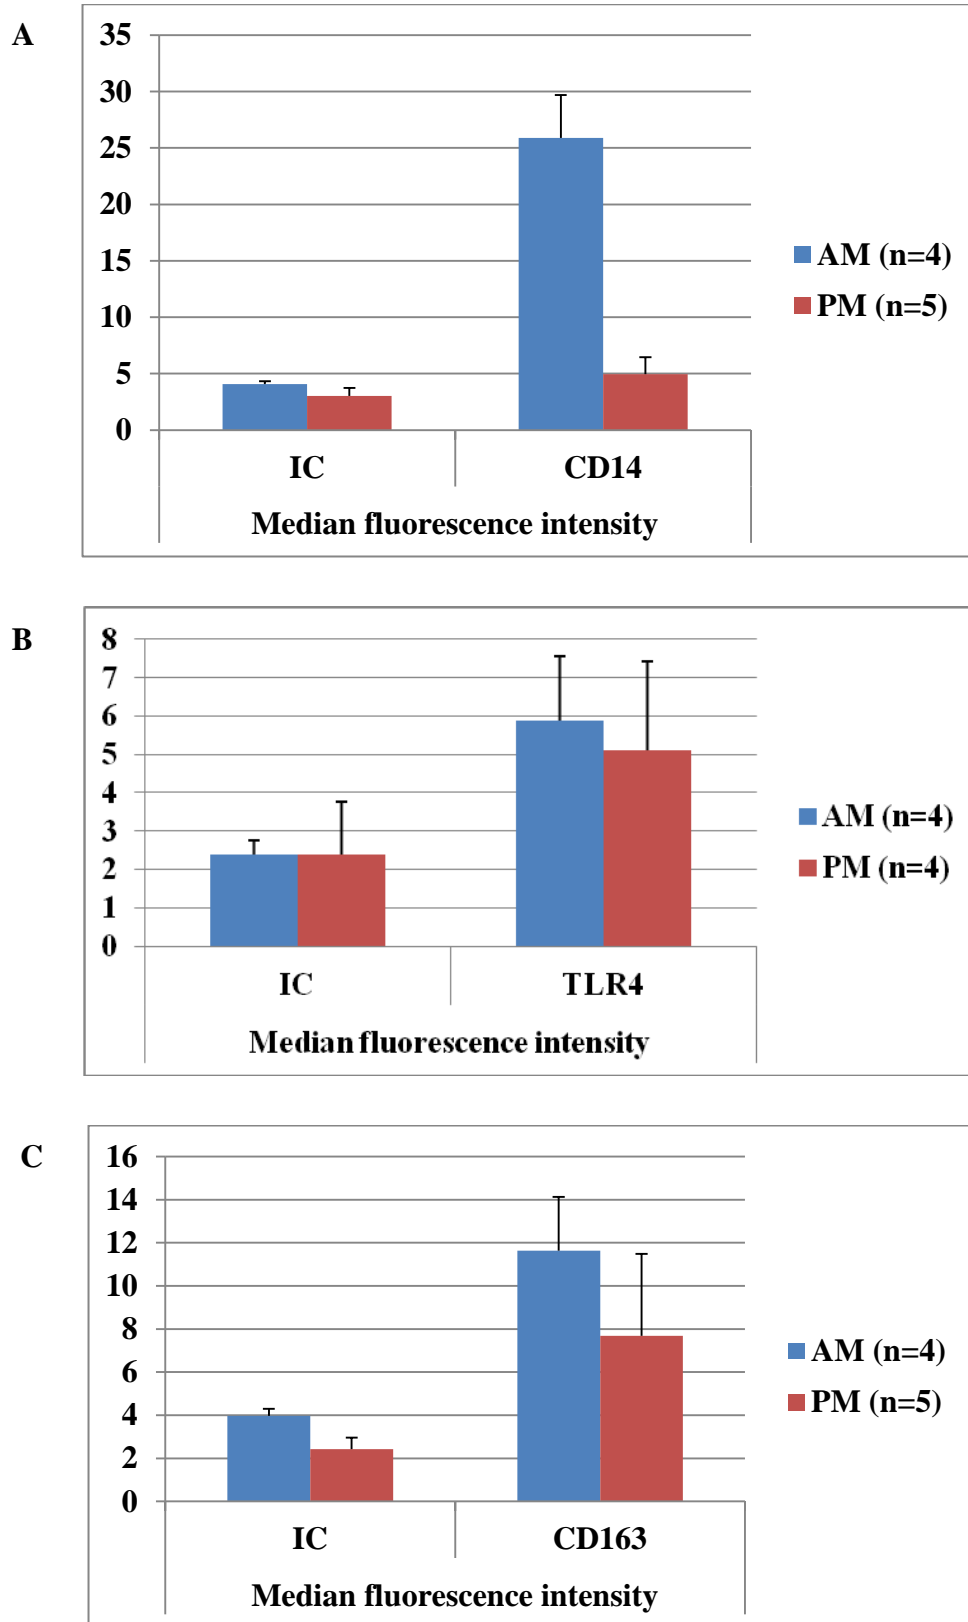 A
35
30
25
20
15
10
5
0
IC CD14
Median fluorescence intensity
AM (n=4)
PM (n=5)
B
8
7
6
5
4
3
2
1
0
IC TLR4
Median fluorescence intensity
AM (n=4)
PM (n=4)
C
16
14
12
10
8
6
4
2
0
IC CD163
Median fluorescence intensity
AM (n=4)
PM (n=5)